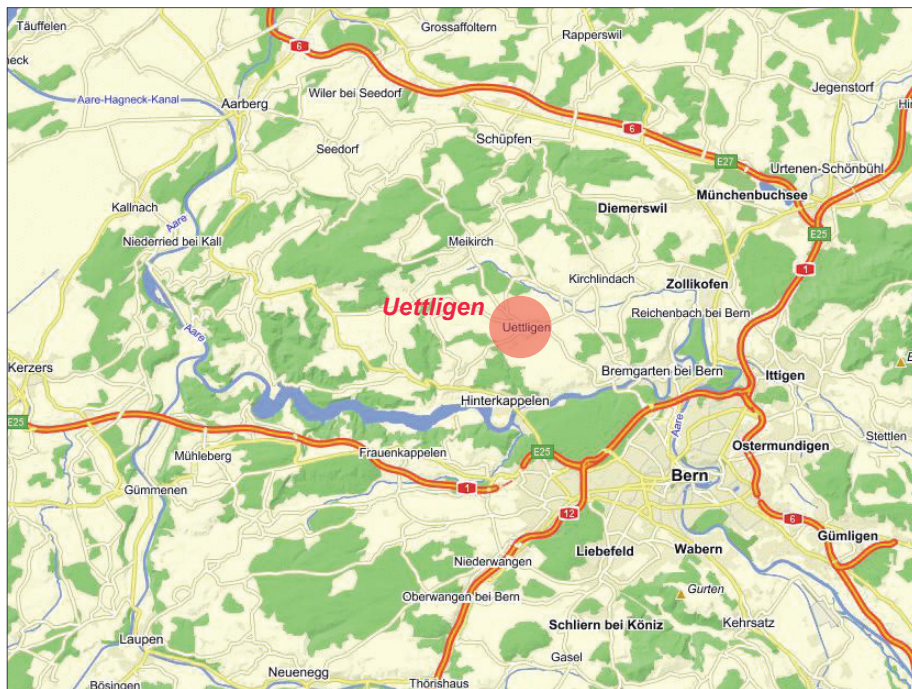 Täuffelen
Grossaffoltern
Rapperswil
6
neck
Aare-Hagneck-Kanal
Aarberg
Wiler bei Seedorf
Jegenstorf
Hi
Seedorf
Schüpfen
6
E27
Urtenen-Schönbühl
Münchenbuchsee
Kallnach
Aare
Diemerswil
E25
Niederried bei Kall
Meikirch
1
Kirchlindach
Zollikofen
Uettligen
Uettligen
Reichenbach bei Bern
Aare
Kerzers
Bremgarten bei Bern
Ittigen
Hinterkappelen
E25
Aare
Stettlen
Mühleberg
Frauenkappelen
E25
Ostermundigen
Bern
Gümmenen
1
12
6
Gümligen
Liebefeld
Wabern
Niederwangen
Oberwangen bei Bern
Gurten
Schliern bei Köniz
Kehrsatz
Laupen
Gasel
Neuenegg
Bösingen
Thörishaus